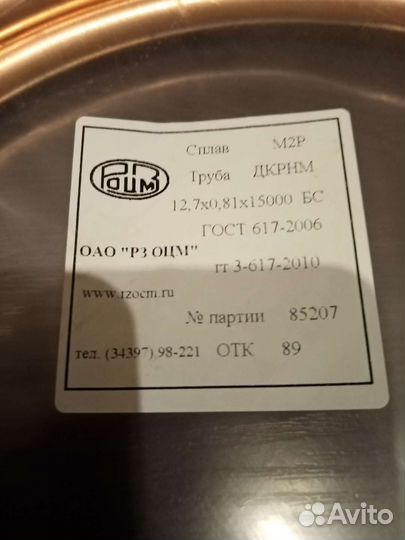 РОЦМ
Сплав М2Р
Труба ДКРНМ
12,7х0,81х15000 БС
ГОСТ 617-2006
ОАО "РЗ ОЦМ"
гт 3-617-2010
www.rzocm.ru
№ партии 85207
тел. (34397) 98-221 ОТК 89
Avito